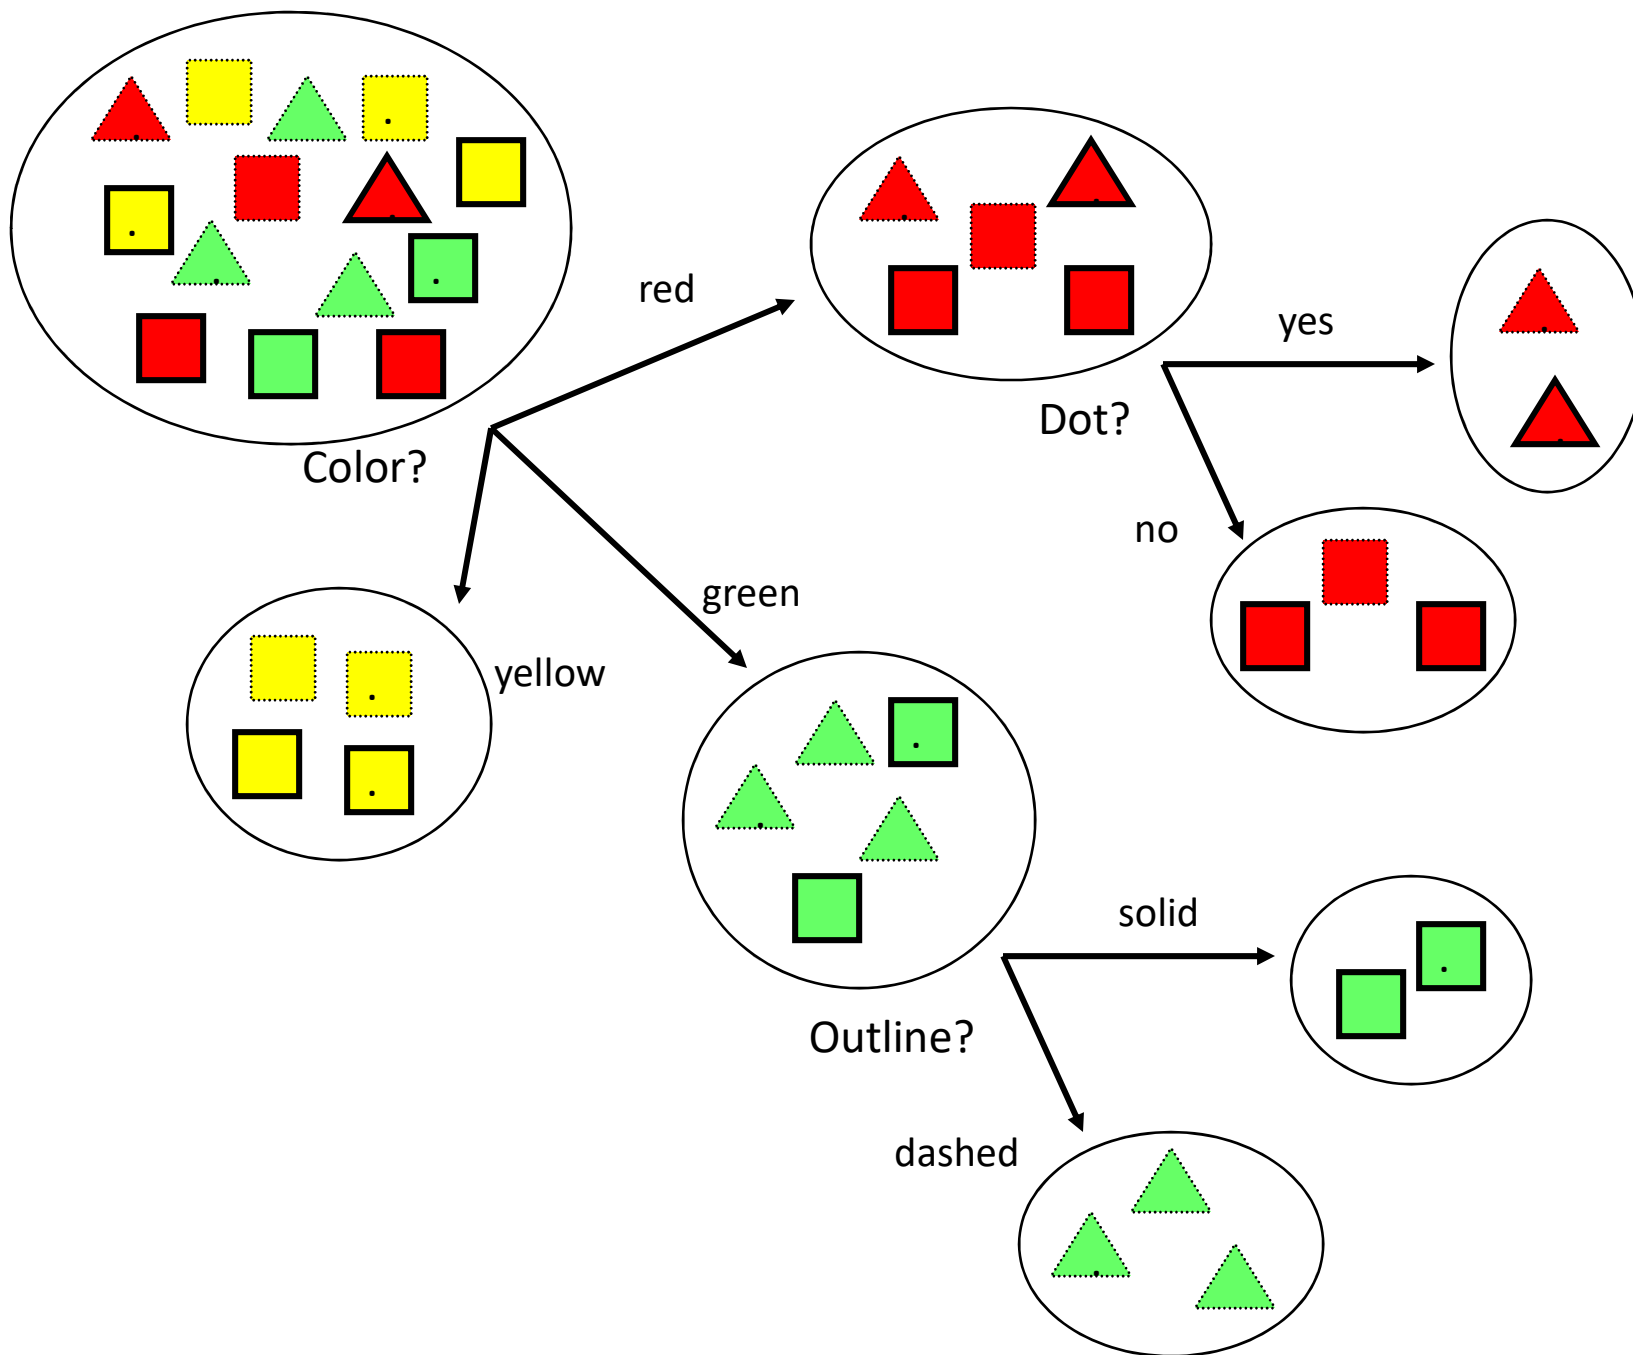 red
yes
Dot?
Color?
no
green
yellow
solid
Outline?
dashed